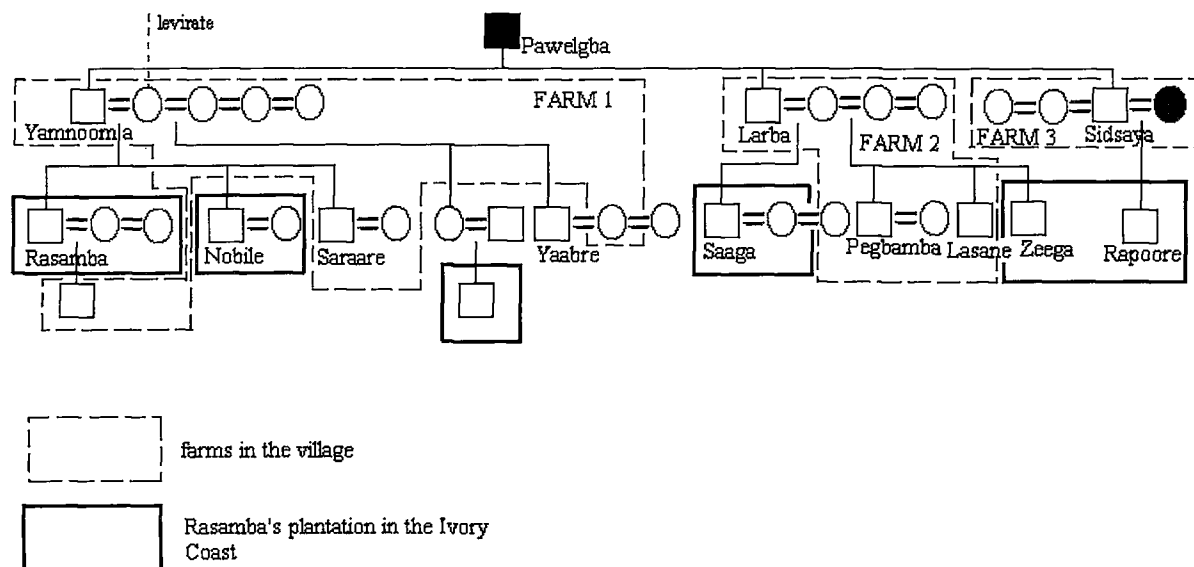 levirate
Pawelgba
FARM 1
Yamnoomia
Larba
FARM 2
FARM 3
Sidsaya
Rasamba
Nobile
Saraare
Yaabre
Saaga
Pegbamba
Lasane
Zeega
Rapoore
farms in the village
Rasamba's plantation in the Ivory
Coast